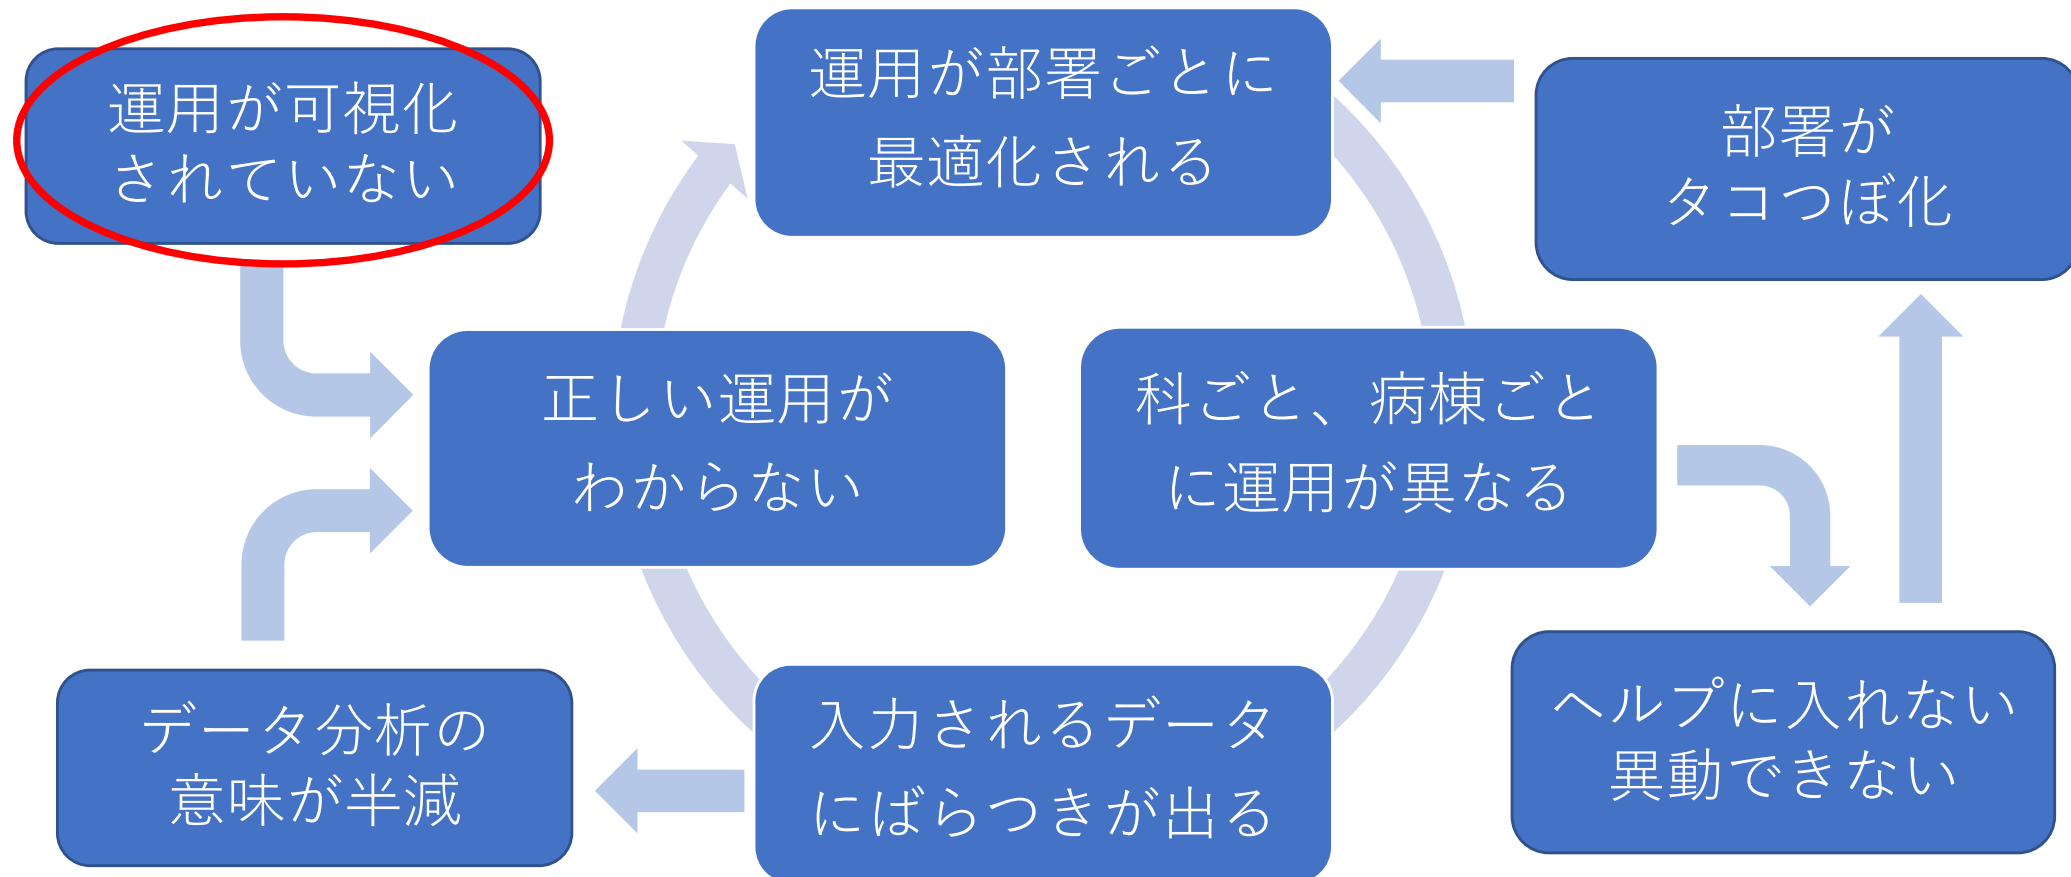 運用が可視化
されていない
運用が部署ごとに
最適化される
部署が
タコつぼ化
正しい運用が
わからない
科ごと、病棟ごと
に運用が異なる
データ分析の
意味が半減
入力されるデータ
にばらつきが出る
ヘルプに入れない
異動できない